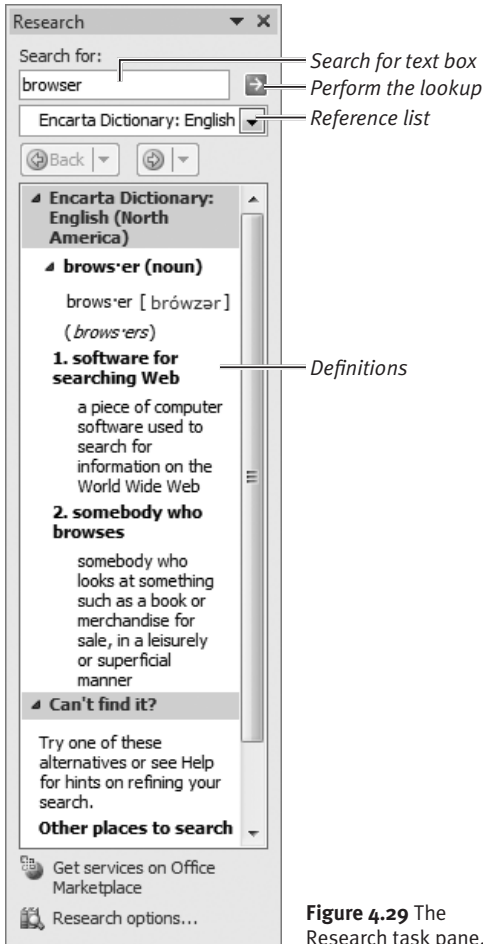 Research
Search for:
browser
Encarta Dictionary: English
Back
Encarta Dictionary:
English (North
America)
brows·er (noun)
brows·er [ brówzər ]
(brows·ers)
1. software for
searching Web
a piece of computer
software used to
search for
information on the
World Wide Web
2. somebody who
browses
somebody who
looks at something
such as a book or
merchandise for
sale, in a leisurely
or superficial
manner
Can't find it?
Try one of these
alternatives or see Help
for hints on refining your
search.
Other places to search
Get services on Office
Marketplace
Research options...
Search for text box
Perform the lookup
Reference list
Definitions
Figure 4.29 The
Research task pane.